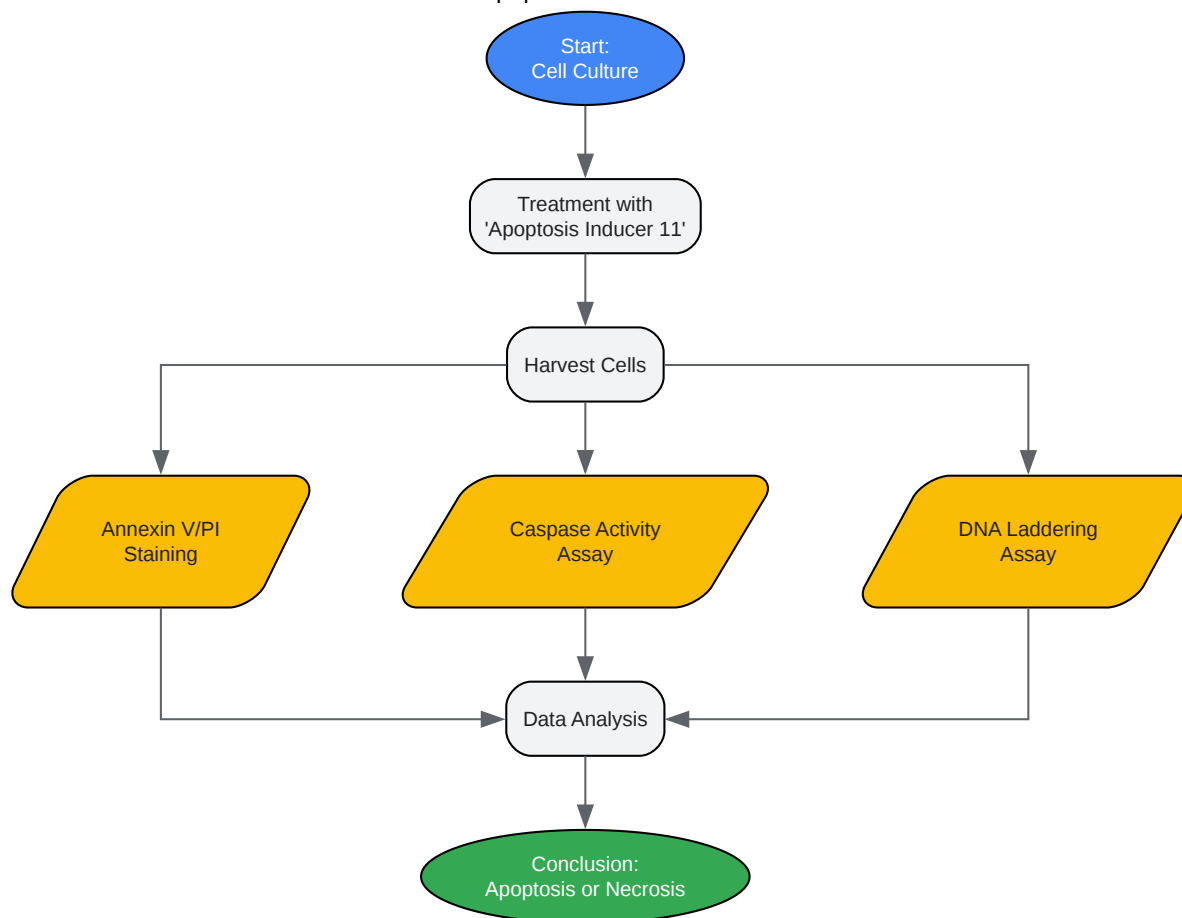 Start:
Cell Culture
Treatment with
'Apoptosis Inducer 11'
Harvest Cells
Annexin V/PI
Staining
Caspase Activity
Assay
DNA Laddering
Assay
Data Analysis
Conclusion:
Apoptosis or Necrosis